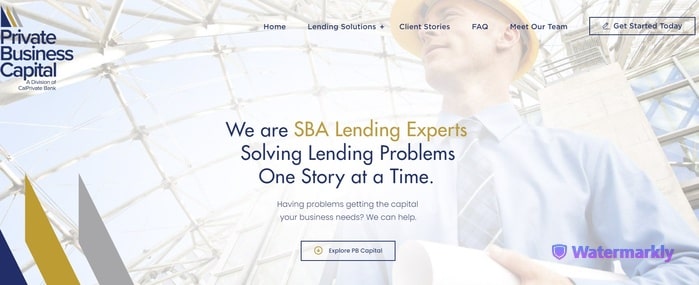 Private
Business
Capital
A Division of
CalPrivate Bank
Home
Lending Solutions +
Client Stories
FAQ
Meet Our Team
Get Started Today
We are SBA Lending Experts
Solving Lending Problems
One Story at a Time.
Having problems getting the capital
your business needs? We can help.
Explore PB Capital
Watermarkly